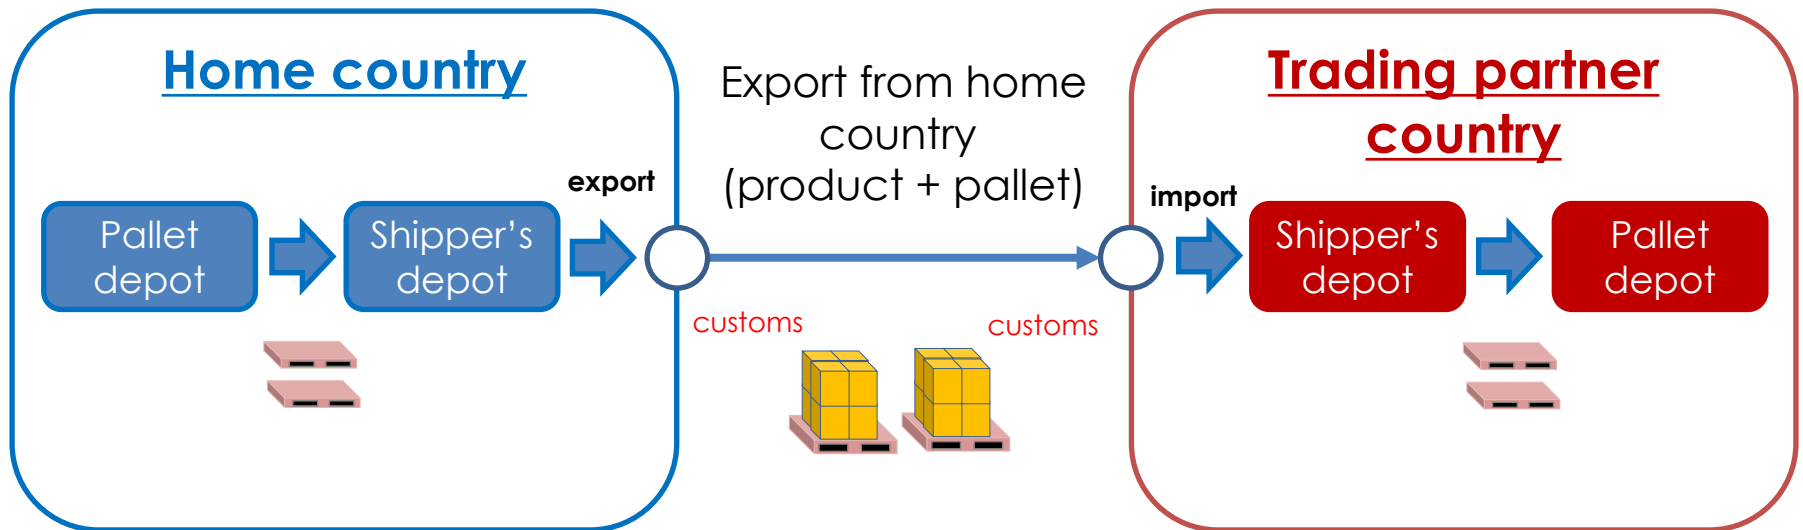 Home country
export
Pallet
depot
Shipper's
depot
Export from home
country
(product + pallet)
customs
customs
Trading partner
country
import
Shipper's
depot
Pallet
depot